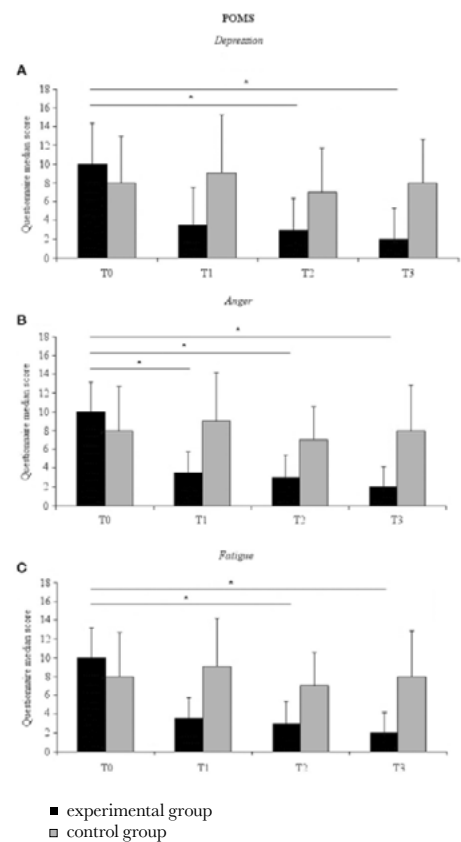 POMS
Depression
A
*
*
Questionnaire median score
18
16
14
12
10
8
6
4
2
0
T0 T1 T2 T3
Anger
B
*
*
*
Questionnaire median score
18
16
14
12
10
8
6
4
2
0
T0 T1 T2 T3
Fatigue
C
*
*
Questionnaire median score
18
16
14
12
10
8
6
4
2
0
T0 T1 T2 T3
experimental group
control group